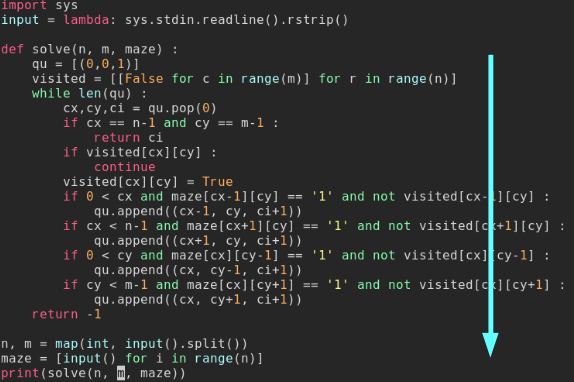 import sys
input = lambda: sys.stdin.readline().rstrip()

def solve(n, m, maze) :
    qu = [(0,0,1)]
    visited = [[False for c in range(m)] for r in range(n)]
    while len(qu) :
        cx,cy,ci = qu.pop(0)
        if cx == n-1 and cy == m-1 :
            return ci
        if visited[cx][cy] :
            continue
        visited[cx][cy] = True
        if 0 < cx and maze[cx-1][cy] == '1' and not visited[cx-1][cy] :
            qu.append((cx-1, cy, ci+1))
        if cx < n-1 and maze[cx+1][cy] == '1' and not visited[cx+1][cy] :
            qu.append((cx+1, cy, ci+1))
        if 0 < cy and maze[cx][cy-1] == '1' and not visited[cx][cy-1] :
            qu.append((cx, cy-1, ci+1))
        if cy < m-1 and maze[cx][cy+1] == '1' and not visited[cx][cy+1] :
            qu.append((cx, cy+1, ci+1))
    return -1

n, m = map(int, input().split())
maze = [input() for i in range(n)]
print(solve(n, m, maze))